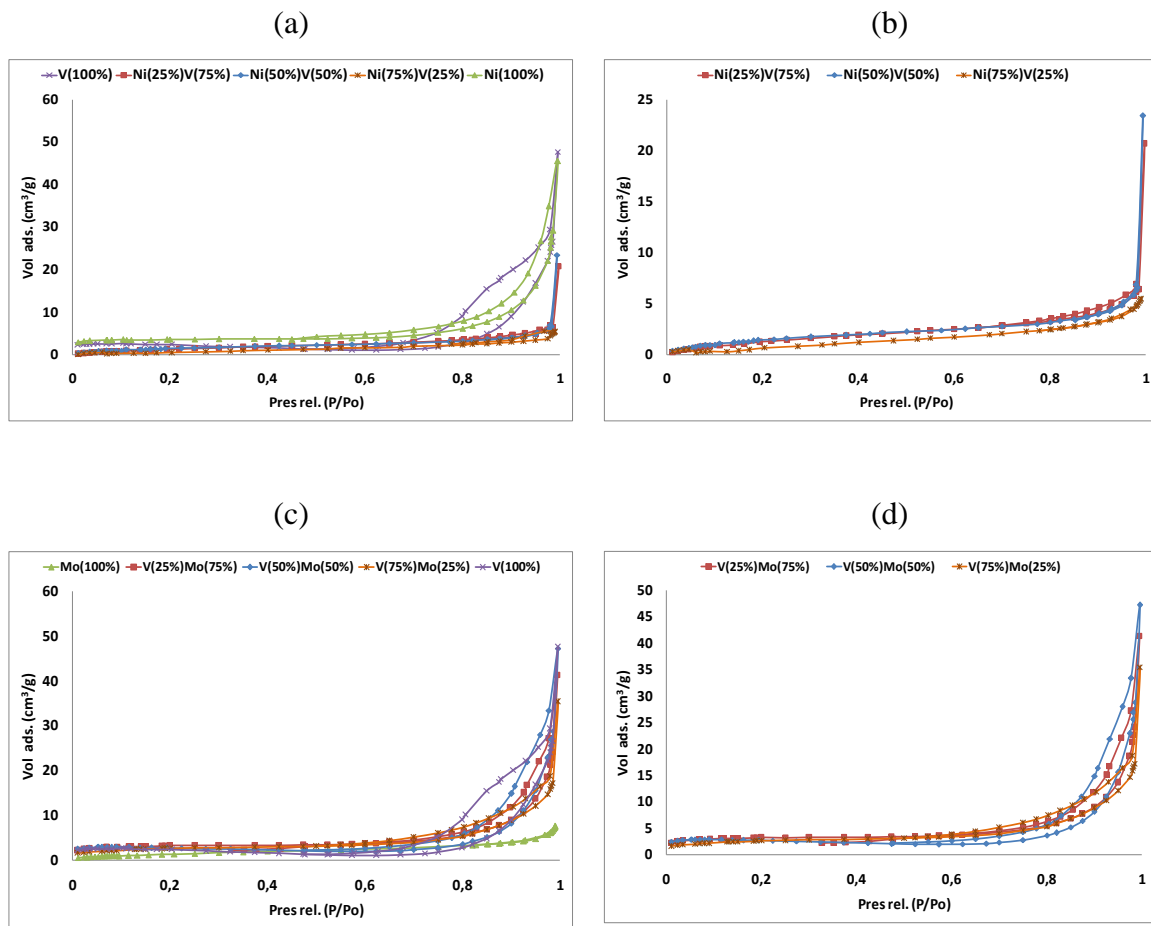 (a)
V(100%) Ni(25%)V(75%) Ni(50%)V(50%) Ni(75%)V(25%) Ni(100%)
60
50
40
30
20
10
0
Vol ads. (cm³/g)
0 0,2 0,4 0,6 0,8 1
Pres rel. (P/Po)
(b)
Ni(25%)V(75%) Ni(50%)V(50%) Ni(75%)V(25%)
25
20
15
10
5
0
Vol ads. (cm³/g)
0 0,2 0,4 0,6 0,8 1
Pres rel. (P/Po)
(c)
Mo(100%) V(25%)Mo(75%) V(50%)Mo(50%) V(75%)Mo(25%) V(100%)
60
50
40
30
20
10
0
Vol ads. (cm³/g)
0 0,2 0,4 0,6 0,8 1
Pres rel. (P/Po)
(d)
V(25%)Mo(75%) V(50%)Mo(50%) V(75%)Mo(25%)
50
45
40
35
30
25
20
15
10
5
0
Vol ads. (cm³/g)
0 0,2 0,4 0,6 0,8 1
Pres rel. (P/Po)